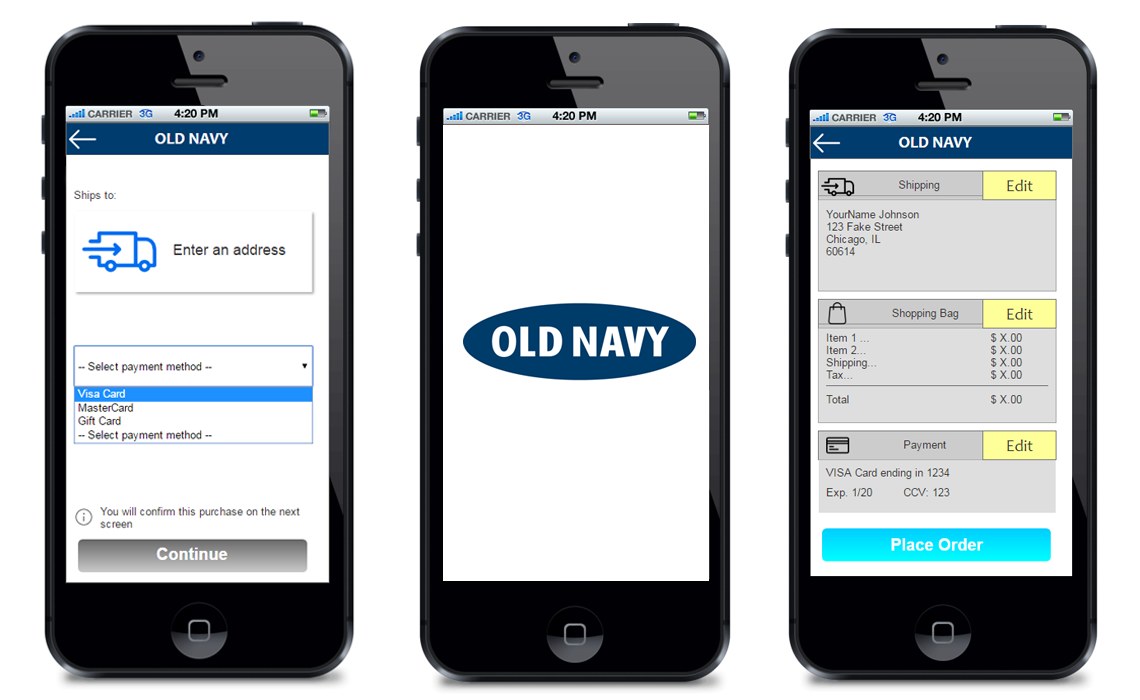 CARRIER 3G 4:20 PM
OLD NAVY
Ships to:
Enter an address
-- Select payment method --
Visa Card
MasterCard
Gift Card
-- Select payment method --
You will confirm this purchase on the next
screen
Continue
CARRIER 3G 4:20 PM
OLD NAVY
CARRIER 3G 4:20 PM
OLD NAVY
Shipping Edit
YourName Johnson
123 Fake Street
Chicago, IL
60614
Shopping Bag Edit
Item 1 ... $ X.00
Item 2... $ X.00
Shipping... $ X.00
Tax... $ X.00
Total $ X.00
Payment Edit
VISA Card ending in 1234
Exp. 1/20 CCV: 123
Place Order